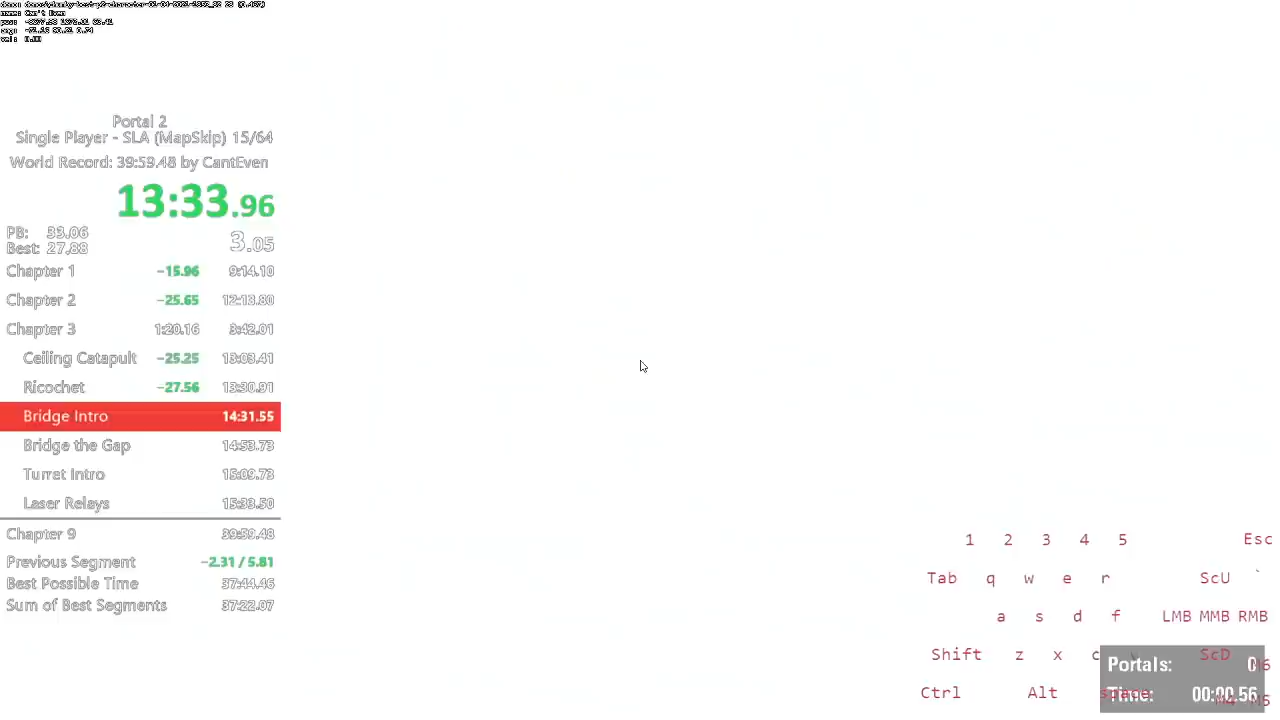 Portal 2
Single Player - SLA (MapSkip) 15/64
World Record: 39:59.48 by CantEven
13:33.96
PB: 33.06
Best: 27.88
3.05
Chapter 1 -15.96 9:14.10
Chapter 2 -25.65 12:13.80
Chapter 3 1:20.16 3:42.01
Ceiling Catapult -25.25 13:03.41
Ricochet -27.56 13:30.91
Bridge Intro 14:31.55
Bridge the Gap 14:53.73
Turret Intro 15:09.73
Laser Relays 15:33.50
Chapter 9 39:59.48
Previous Segment -2.31 / 5.81
Best Possible Time 37:44.46
Sum of Best Segments 37:22.07
1 2 3 4 5 Esc
Tab q w e r ScU `
a s d f LMB MMB RMB
Shift z x c ScD M6
Portals: 0
Ctrl Alt space M4 M5
Time: 00:00.56